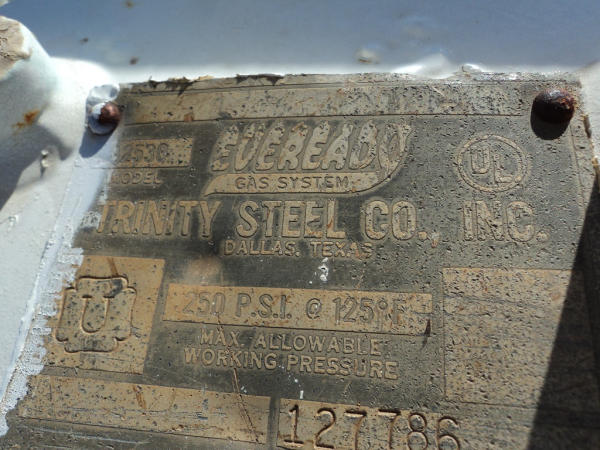 EVEREADY
UL
MODEL
GAS SYSTEM
TRINITY STEEL CO., INC.
DALLAS, TEXAS
U
250 P.S.I. @ 125°F
MAX. ALLOWABLE
WORKING PRESSURE
127786